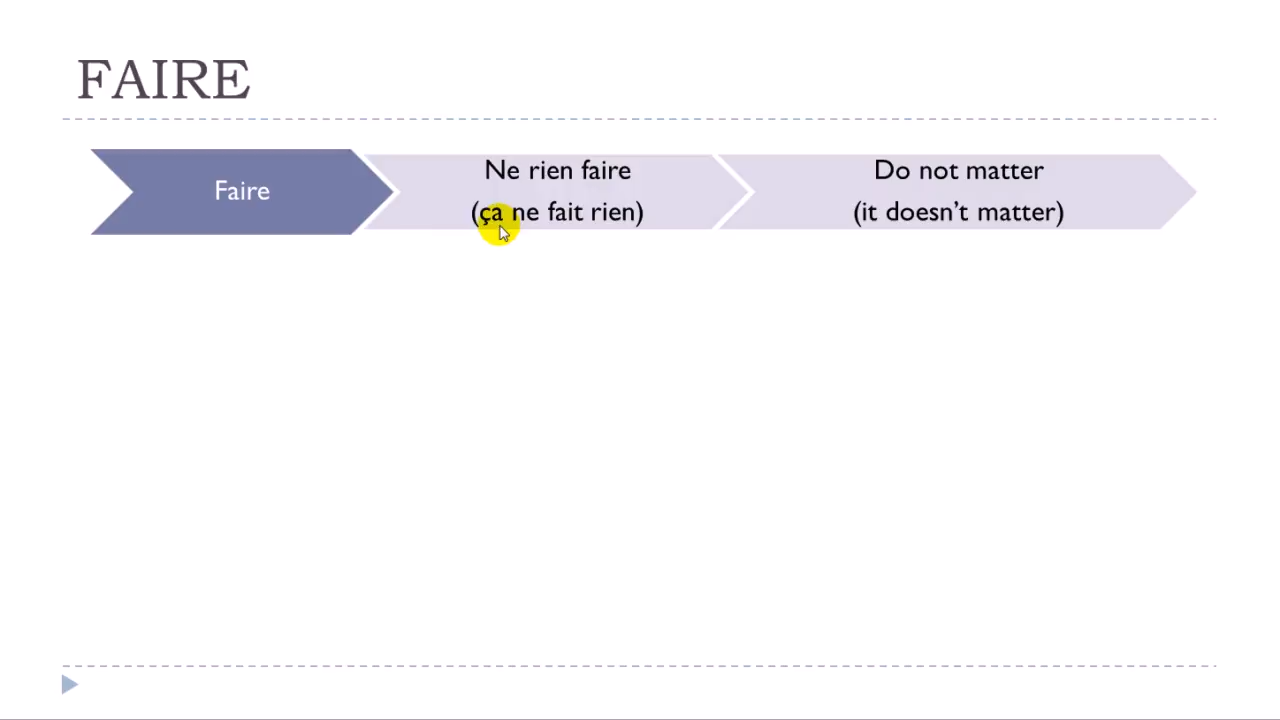 FAIRE
Faire
Ne rien faire
(ça ne fait rien)
Do not matter
(it doesn’t matter)